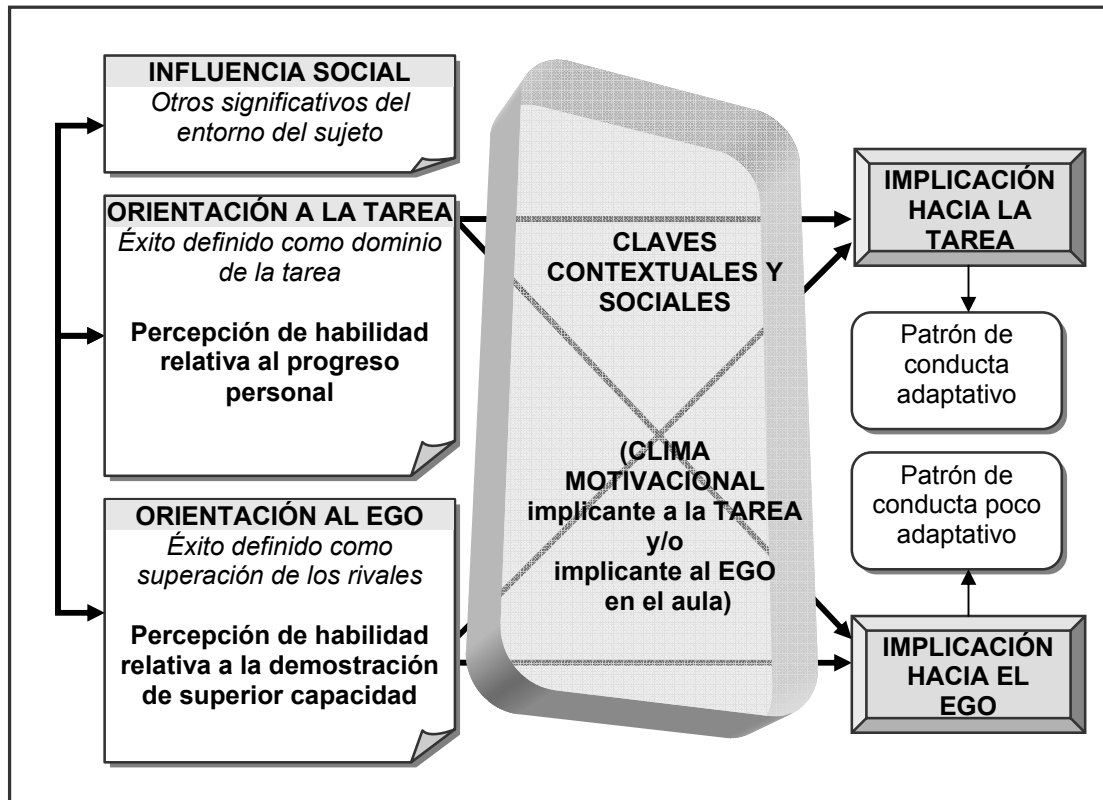 INFLUENCIA SOCIAL
Otros significativos del
entorno del sujeto
ORIENTACIÓN A LA TAREA
Éxito definido como dominio
de la tarea
Percepción de habilidad
relativa al progreso
personal
ORIENTACIÓN AL EGO
Éxito definido como
superación de los rivales
Percepción de habilidad
relativa a la demostración
de superior capacidad
CLAVES
CONTEXTUALES Y
SOCIALES
(CLIMA
MOTIVACIONAL
implicante a la TAREA
y/o
implicante al EGO
en el aula)
IMPLICACIÓN
HACIA LA
TAREA
Patrón de
conducta
adaptativo
Patrón de
conducta poco
adaptativo
IMPLICACIÓN
HACIA EL
EGO